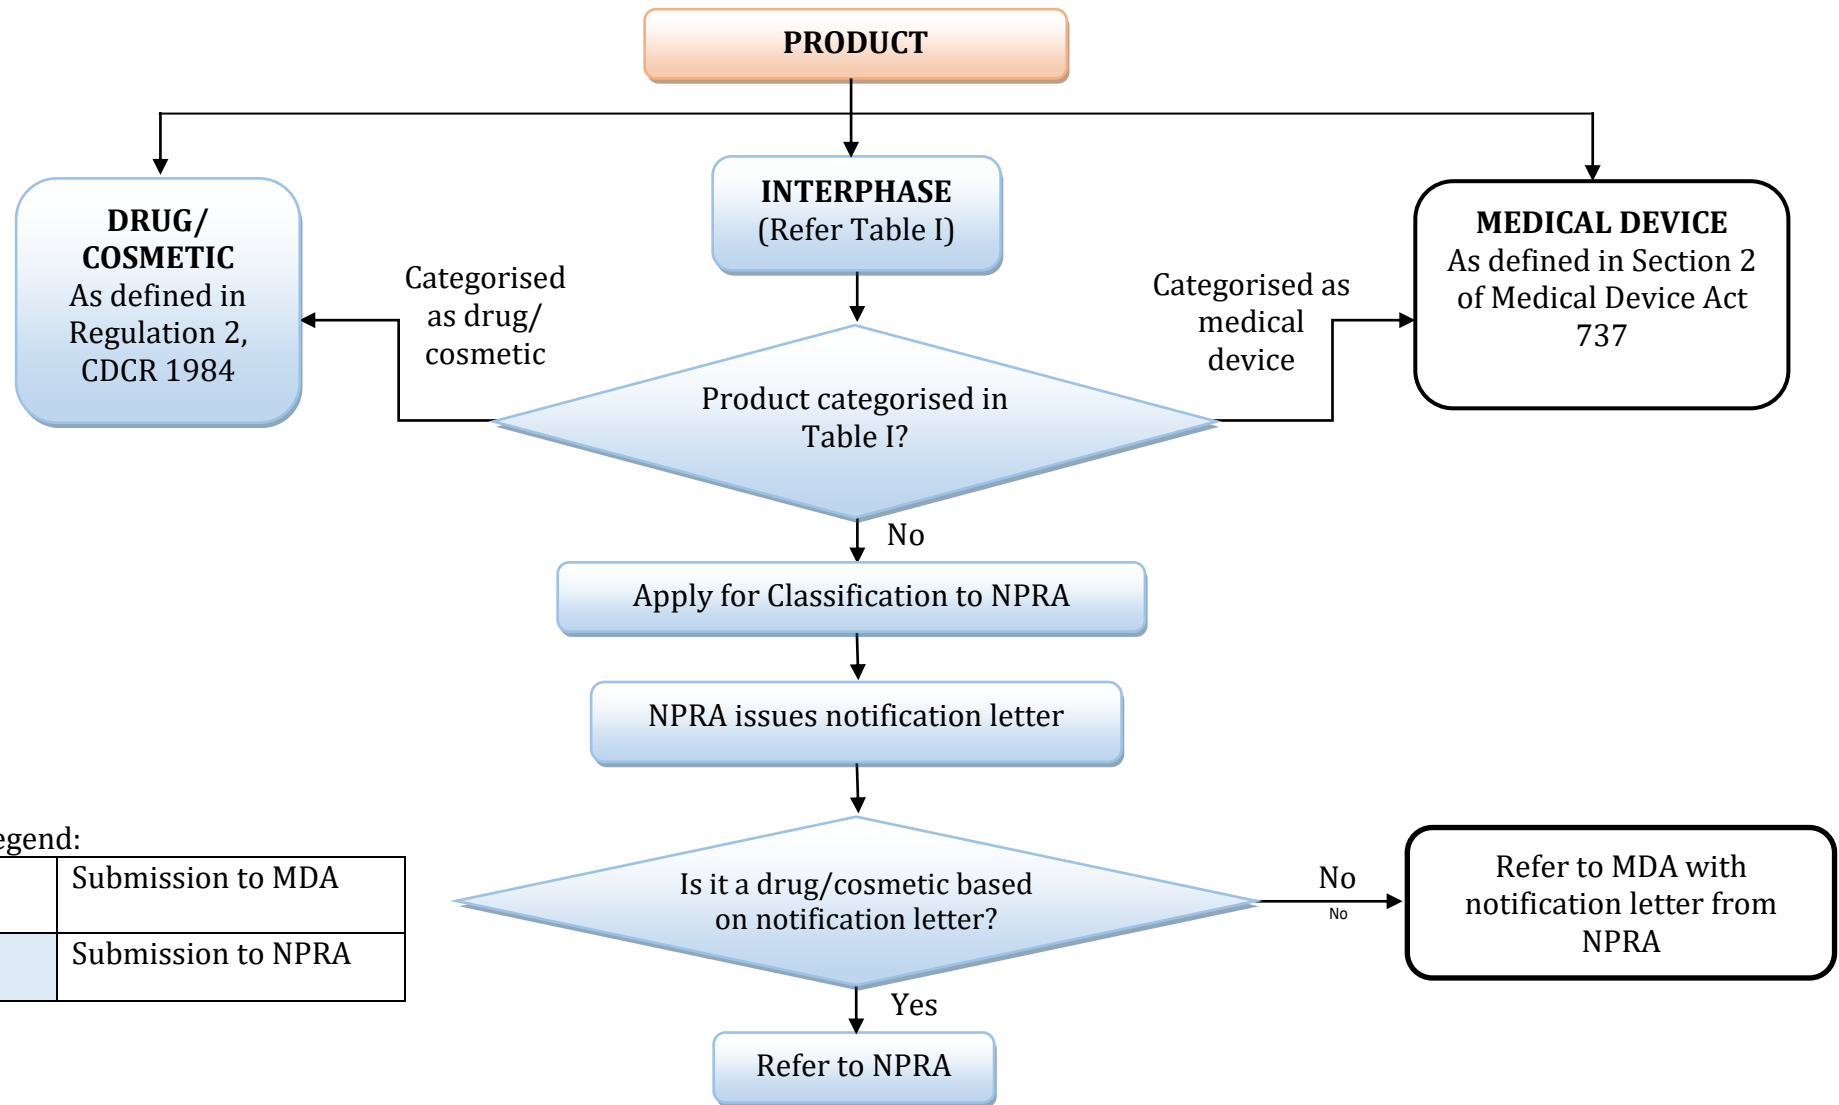 PRODUCT
DRUG/
COSMETIC
As defined in
Regulation 2,
CDCR 1984
INTERPHASE
(Refer Table I)
MEDICAL DEVICE
As defined in Section 2
of Medical Device Act
737
Categorised
as drug/
cosmetic
Categorised as
medical
device
Product categorised in
Table I?
No
Apply for Classification to NPRA
NPRA issues notification letter
Is it a drug/cosmetic based
on notification letter?
No
No
Refer to MDA with
notification letter from
NPRA
Yes
Refer to NPRA
egend:
Submission to MDA
Submission to NPRA